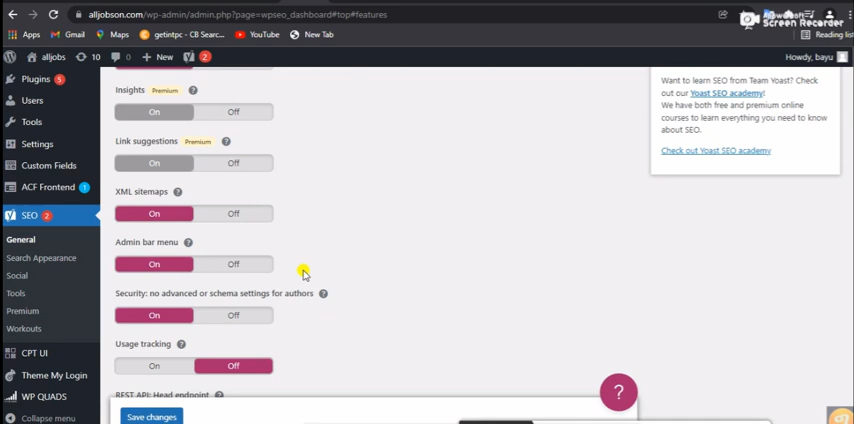 alljobson.com/wp-admin/admin.php?page=wpseo_dashboard#top#features
Screen Recorder
Apps Gmail Maps getintpc - CB Searc... YouTube New Tab Reading list
alljobs 10 0 New 2 Howdy, bayu
Plugins 5
Users
Tools
Settings
Custom Fields
ACF Frontend 1
SEO 2
General
Search Appearance
Social
Tools
Premium
Workouts
CPT UI
Theme My Login
WP QUADS
Collapse menu
Insights Premium ?
On Off
Link suggestions Premium ?
On Off
XML sitemaps ?
On Off
Admin bar menu ?
On Off
Security: no advanced or schema settings for authors ?
On Off
Usage tracking ?
On Off
REST API: Head endpoint ?
Save changes
?
Want to learn SEO from Team Yoast? Check
out our Yoast SEO academy!
We have both free and premium online
courses to learn everything you need to know
about SEO.
Check out Yoast SEO academy